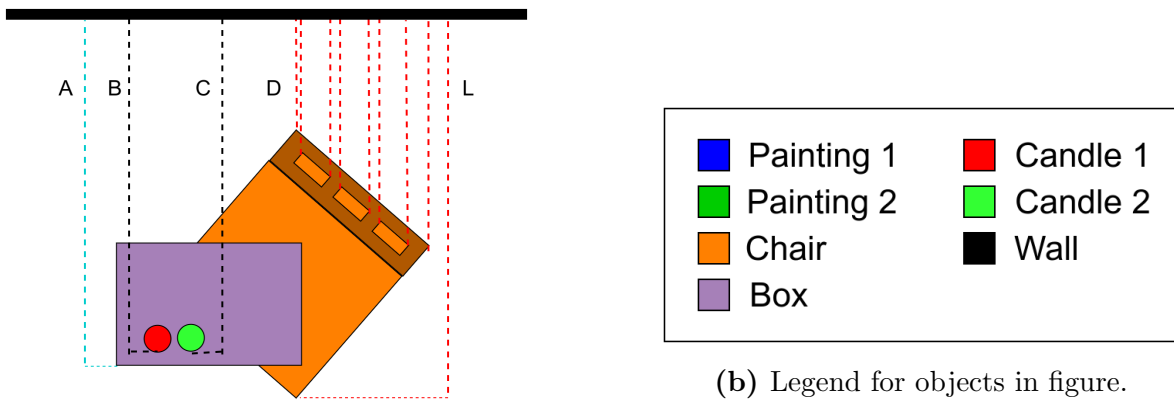 A B C D L
Painting 1 Candle 1
Painting 2 Candle 2
Chair Wall
Box
(b) Legend for objects in figure.